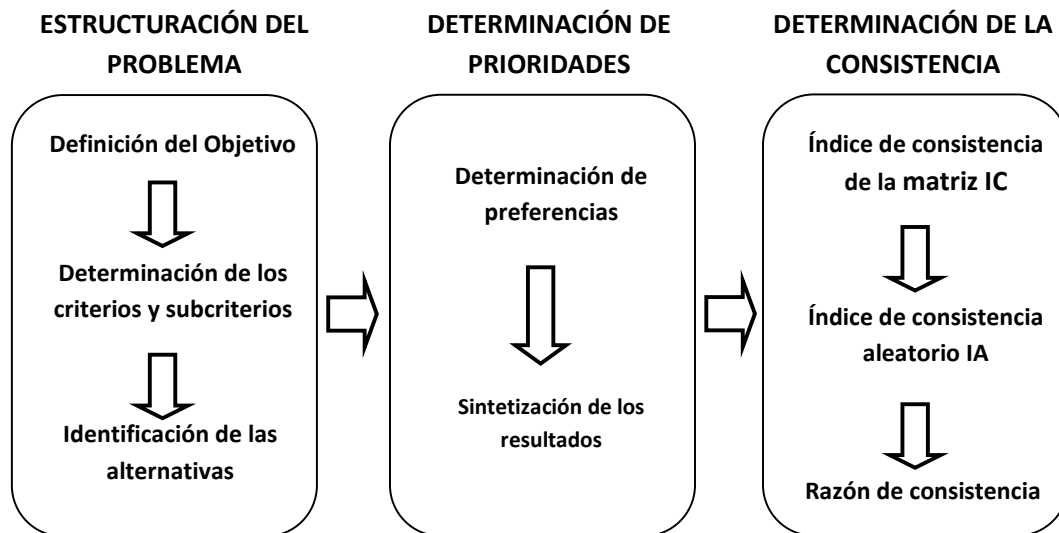 ESTRUCTURACIÓN DEL
PROBLEMA
Definición del Objetivo
Determinación de los
criterios y subcriterios
Identificación de las
alternativas
DETERMINACIÓN DE
PRIORIDADES
Determinación de
preferencias
Sintetización de los
resultados
DETERMINACIÓN DE LA
CONSISTENCIA
Índice de consistencia
de la matriz IC
Índice de consistencia
aleatorio IA
Razón de consistencia